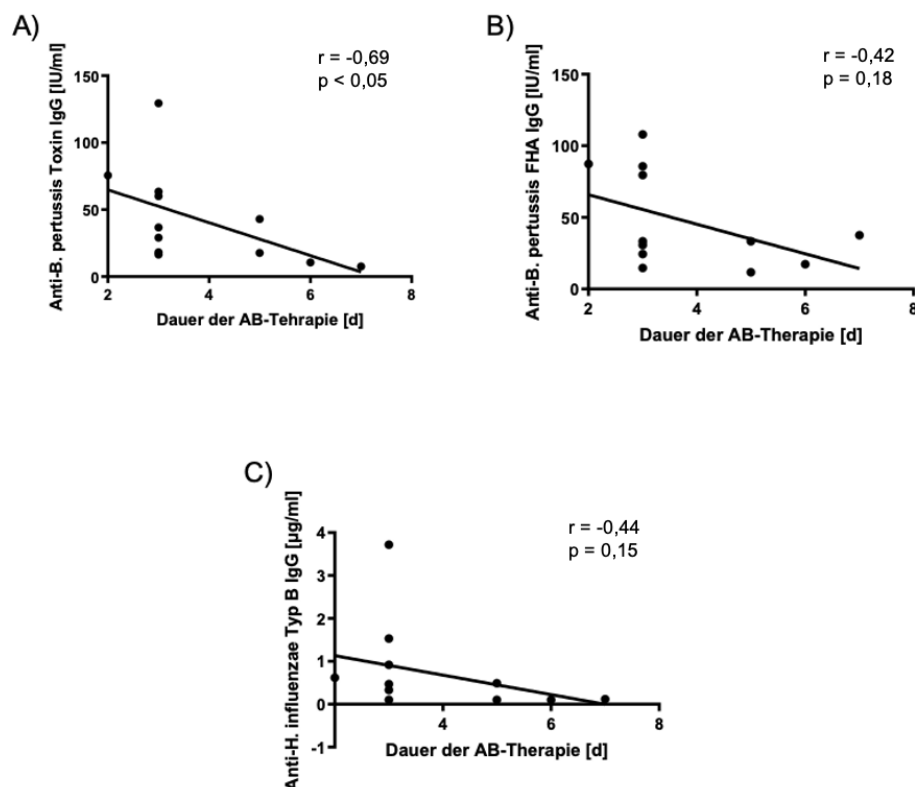 A)
r = -0,69
p < 0,05
Anti-B. pertussis Toxin IgG [IU/ml]
150
100
50
0
2
4
6
8
Dauer der AB-Tehrapie [d]
B)
r = -0,42
p = 0,18
Anti-B. pertussis FHA IgG [IU/ml]
150
100
50
0
2
4
6
8
Dauer der AB-Therapie [d]
C)
r = -0,44
p = 0,15
Anti-H. influenzae Typ B IgG [µg/ml]
4
3
2
1
0
-1
4
6
8
Dauer der AB-Therapie [d]